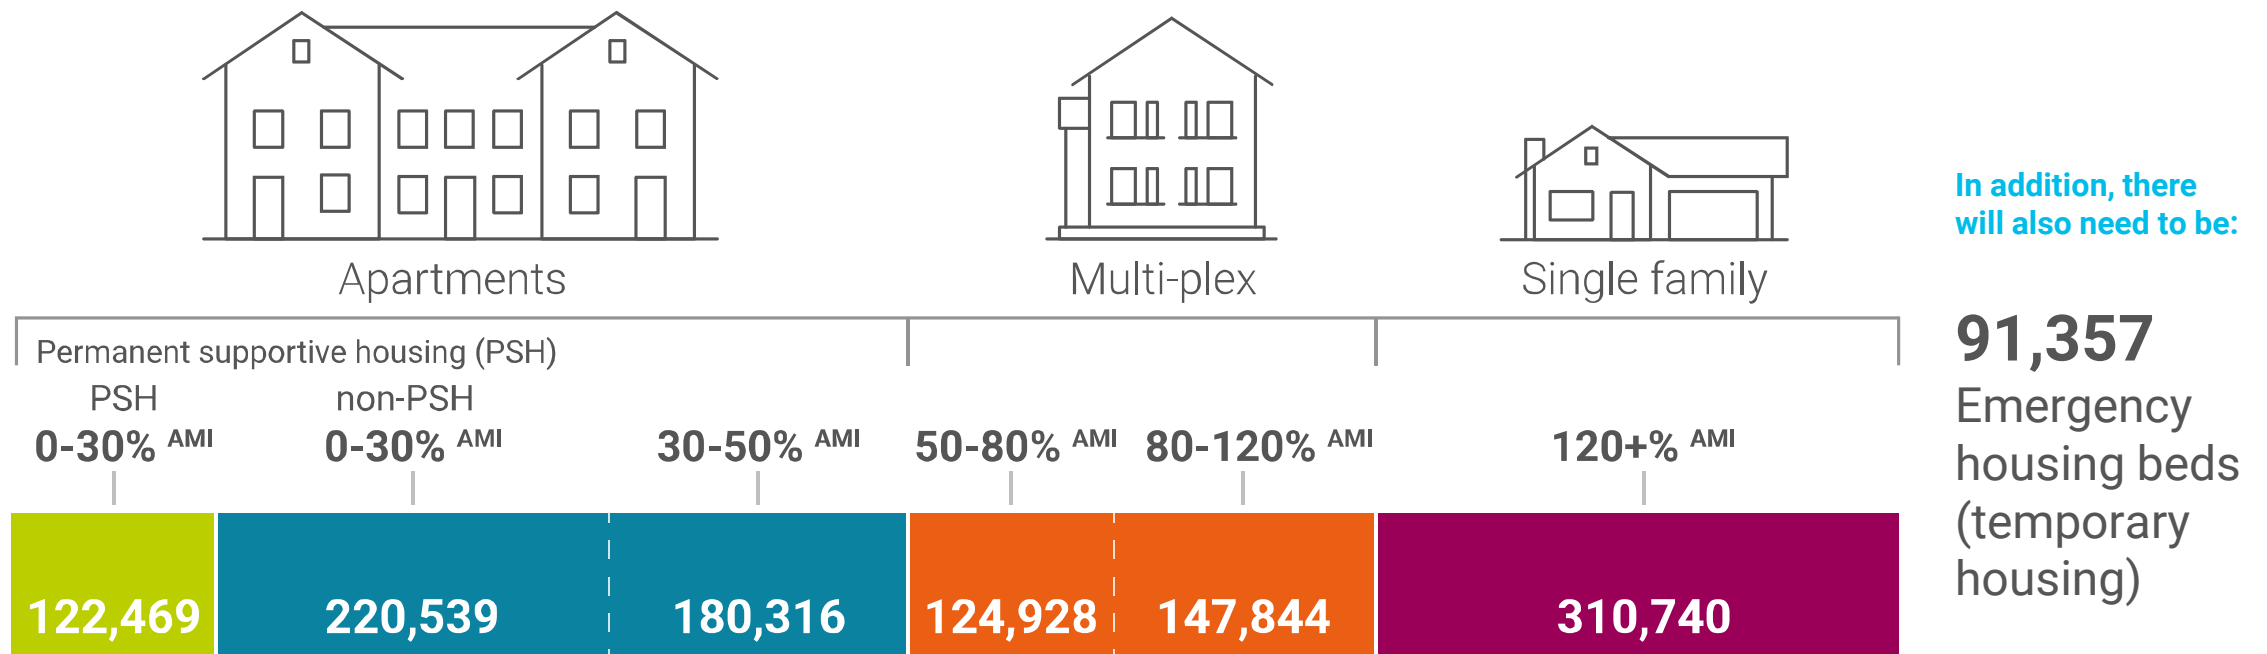 Apartments
Multi-plex
Single family
Permanent supportive housing (PSH)
PSH
0-30% AMI
non-PSH
0-30% AMI
30-50% AMI
50-80% AMI
80-120% AMI
120+% AMI
122,469
220,539
180,316
124,928
147,844
310,740
In addition, there
will also need to be:
91,357
Emergency
housing beds
(temporary
housing)